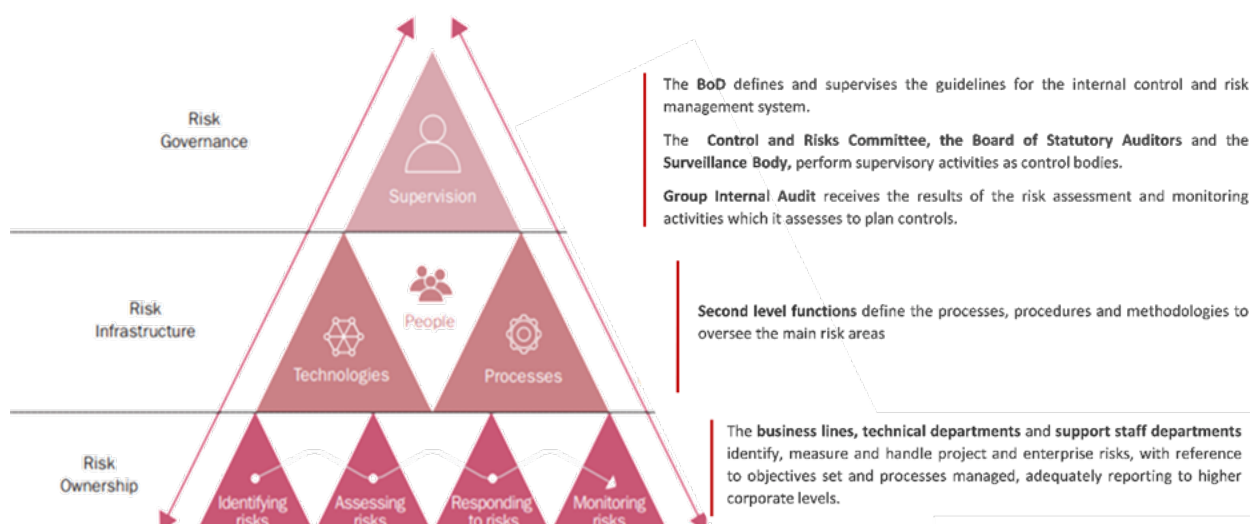 Risk
Governance
Supervision
The BoD defines and supervises the guidelines for the internal control and risk
management system.
The Control and Risks Committee, the Board of Statutory Auditors and the
Surveillance Body, perform supervisory activities as control bodies.
Group Internal Audit receives the results of the risk assessment and monitoring
activities which it assesses to plan controls.
Risk
Infrastructure
People
Technologies
Processes
Second level functions define the processes, procedures and methodologies to
oversee the main risk areas
Risk
Ownership
Identifying
risks
Assessing
risks
Responding
to risks
Monitoring
risks
The business lines, technical departments and support staff departments
identify, measure and handle project and enterprise risks, with reference
to objectives set and processes managed, adequately reporting to higher
corporate levels.